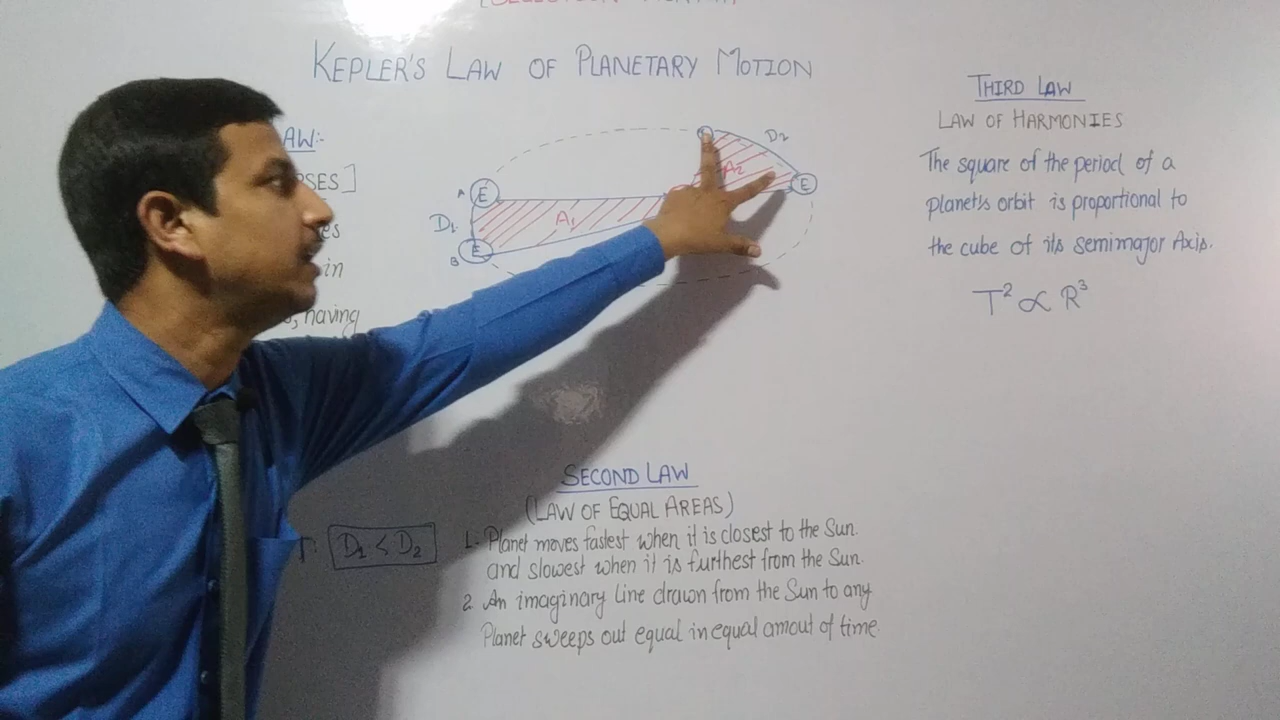 KEPLER'S LAW OF PLANETARY MOTION
AW:-
SES]
es
in
, having
A
E
D1
B
E
A1
A2
D2
E
THIRD LAW
LAW OF HARMONIES
The square of the period of a
planet's orbit is proportional to
the cube of its semimajor Axis.
T² ∝ R³
SECOND LAW
(LAW OF EQUAL AREAS)
D1 < D2
1. Planet moves fastest when it is closest to the Sun.
and slowest when it is furthest from the Sun.
2. An imaginary line drawn from the Sun to any
Planet sweeps out equal in equal amout of time.